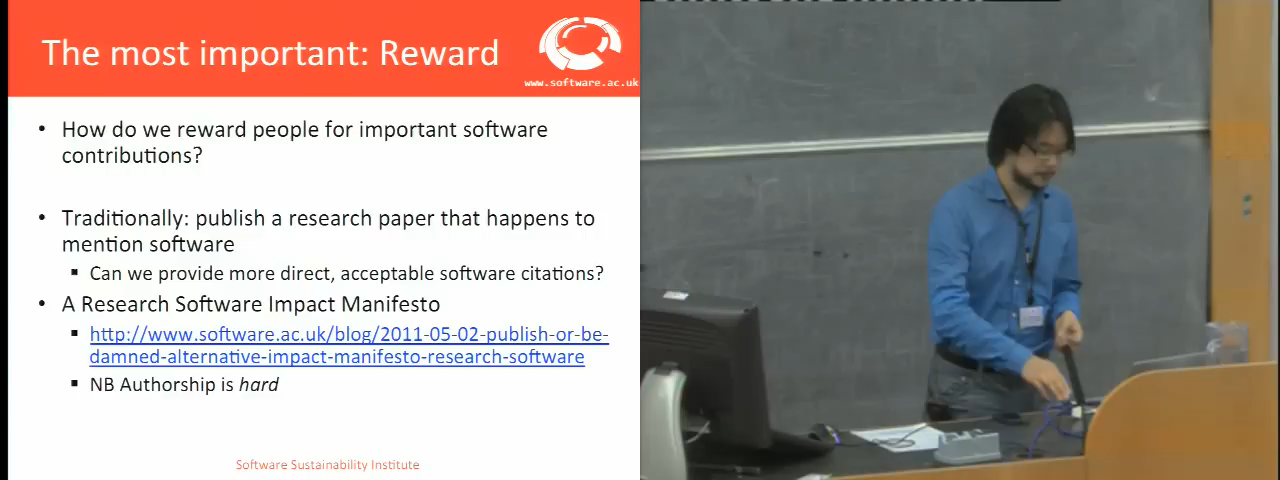 The most important: Reward
www.software.ac.uk
• How do we reward people for important software
contributions?
• Traditionally: publish a research paper that happens to
mention software
▪ Can we provide more direct, acceptable software citations?
• A Research Software Impact Manifesto
▪ http://www.software.ac.uk/blog/2011-05-02-publish-or-be-
damned-alternative-impact-manifesto-research-software
▪ NB Authorship is hard
Software Sustainability Institute